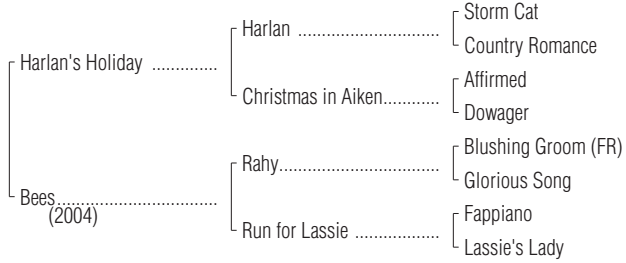 Storm Cat
Harlan ................................
Country Romance
Harlan's Holiday ..............
Affirmed
Christmas in Aiken............
Dowager
Blushing Groom (FR)
Rahy....................................
Glorious Song
Bees....................................
(2004)
Fappiano
Run for Lassie ..................
Lassie's Lady